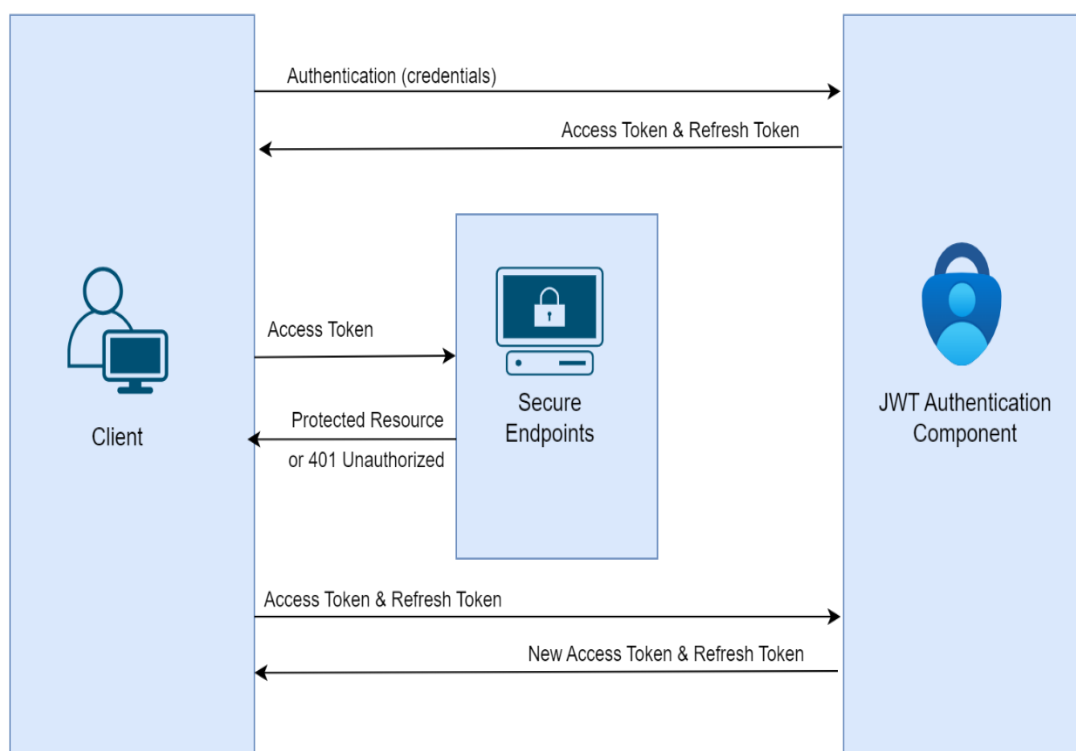 Authentication (credentials)
Access Token & Refresh Token
Access Token
Protected Resource
or 401 Unauthorized
Client
Secure
Endpoints
JWT Authentication
Component
Access Token & Refresh Token
New Access Token & Refresh Token